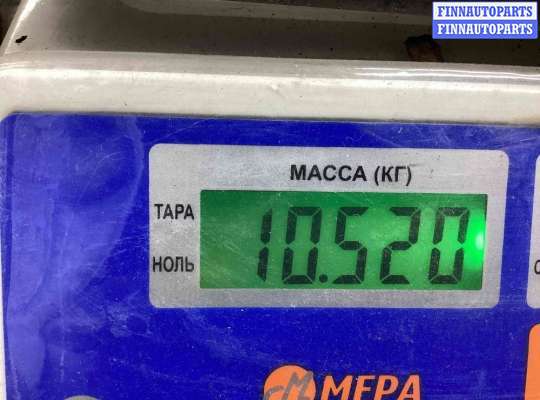 FINNAUTOPARTS
FINNAUTOPARTS
МАССА (КГ)
ТАРА
НОЛЬ
10.520
МЕРА